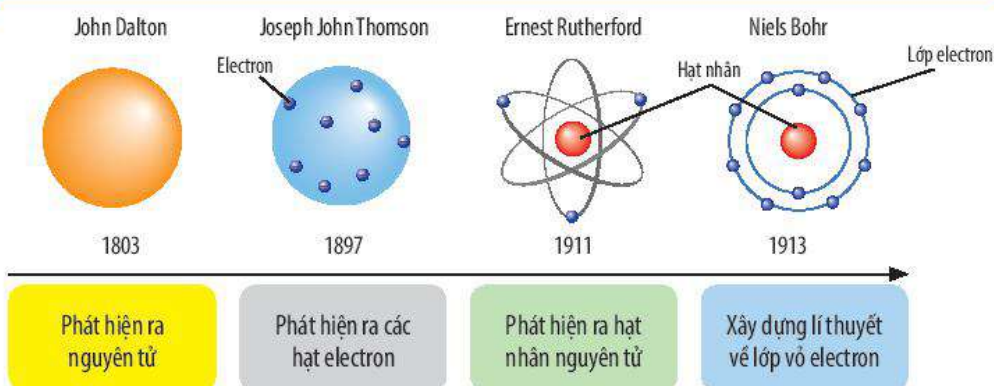 John Dalton
Joseph John Thomson
Ernest Rutherford
Niels Bohr
Electron
Hạt nhân
Lớp electron
1803
1897
1911
1913
Phát hiện ra
nguyên tử
Phát hiện ra các
hạt electron
Phát hiện ra hạt
nhân nguyên tử
Xây dựng lí thuyết
về lớp vỏ electron